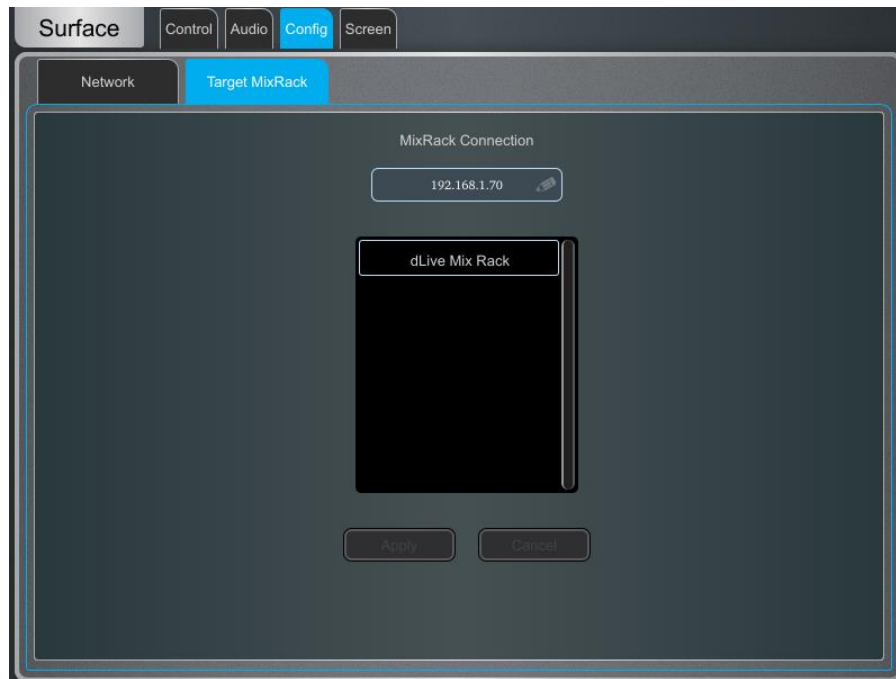 Surface Control Audio Config Screen
Network Target MixRack
MixRack Connection
192.168.1.70
dLive Mix Rack
Apply Cancel